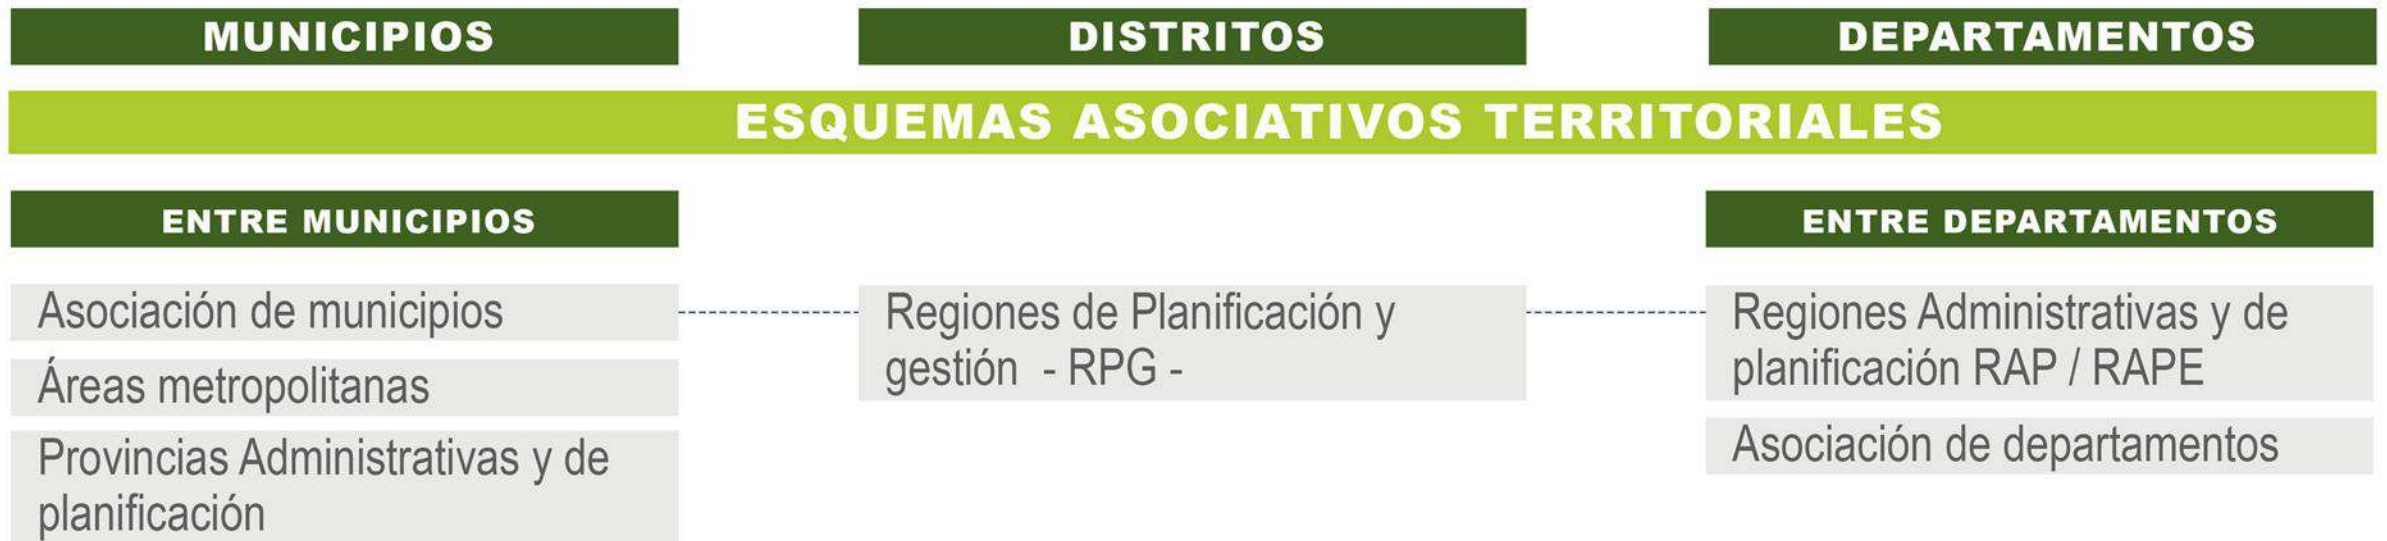 MUNICIPIOS
DISTRITOS
DEPARTAMENTOS
ESQUEMAS ASOCIATIVOS TERRITORIALES
ENTRE MUNICIPIOS
Asociación de municipios
Áreas metropolitanas
Provincias Administrativas y de
planificación
Regiones de Planificación y
gestión - RPG -
ENTRE DEPARTAMENTOS
Regiones Administrativas y de
planificación RAP / RAPE
Asociación de departamentos